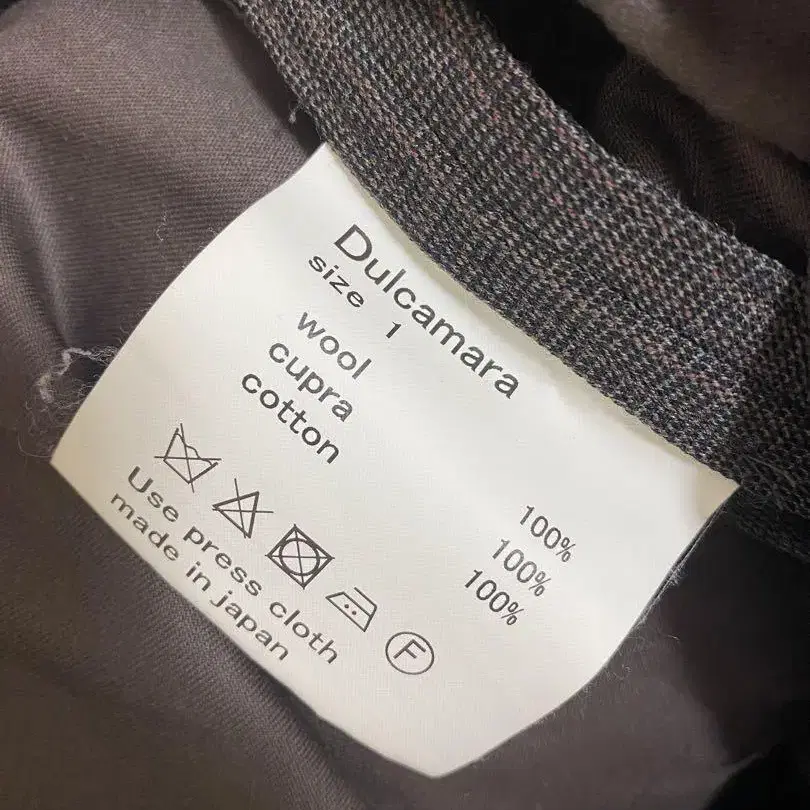 Dulcamara
size 1
wool 100%
cupra 100%
cotton 100%
F
Use press cloth
made in japan